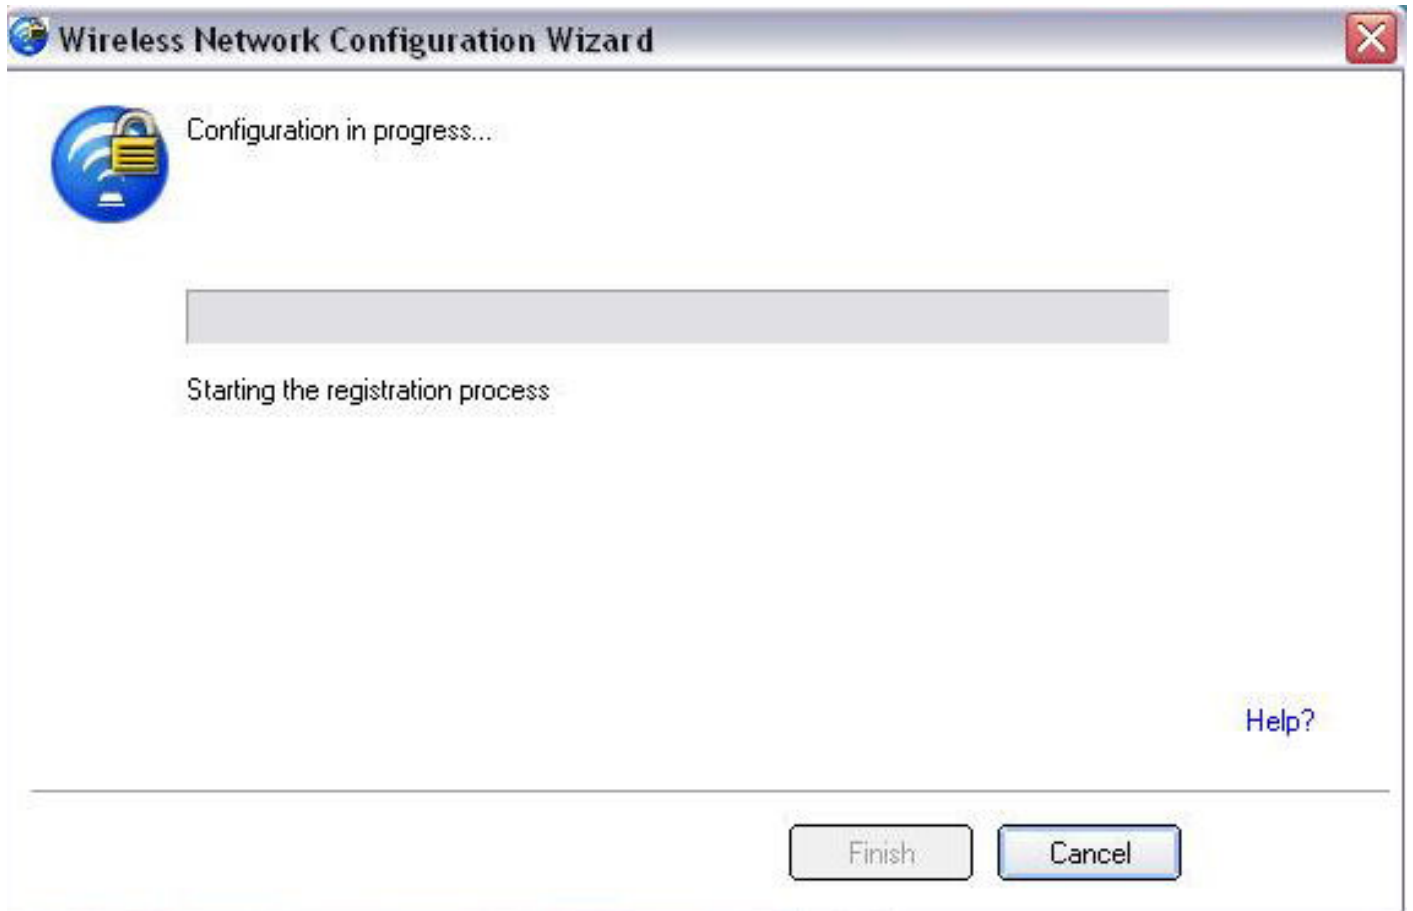 Wireless Network Configuration Wizard
Configuration in progress...
Starting the registration process
Help?
Finish
Cancel